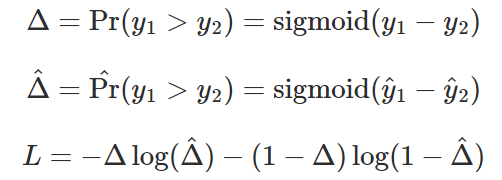 Δ = Pr(y₁ > y₂) = sigmoid(y₁ − y₂)
Δ̂ = P̂r(y₁ > y₂) = sigmoid(ŷ₁ − ŷ₂)
L = −Δ log(Δ̂) − (1 − Δ) log(1 − Δ̂)